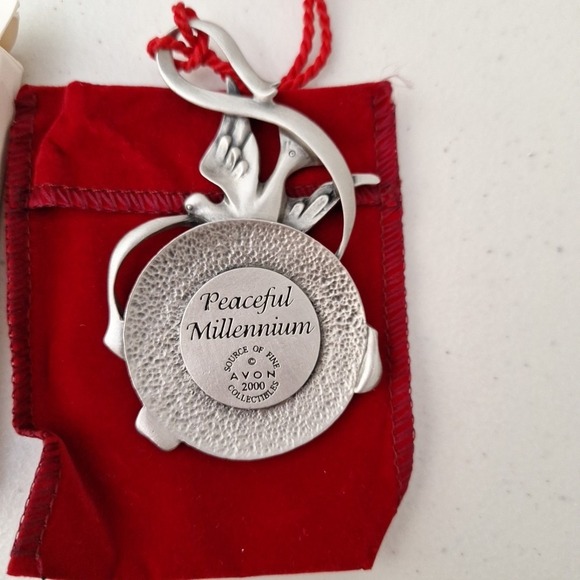 Peaceful
Millennium
SOURCE OF FINE
©
AVON
2000
COLLECTIBLES